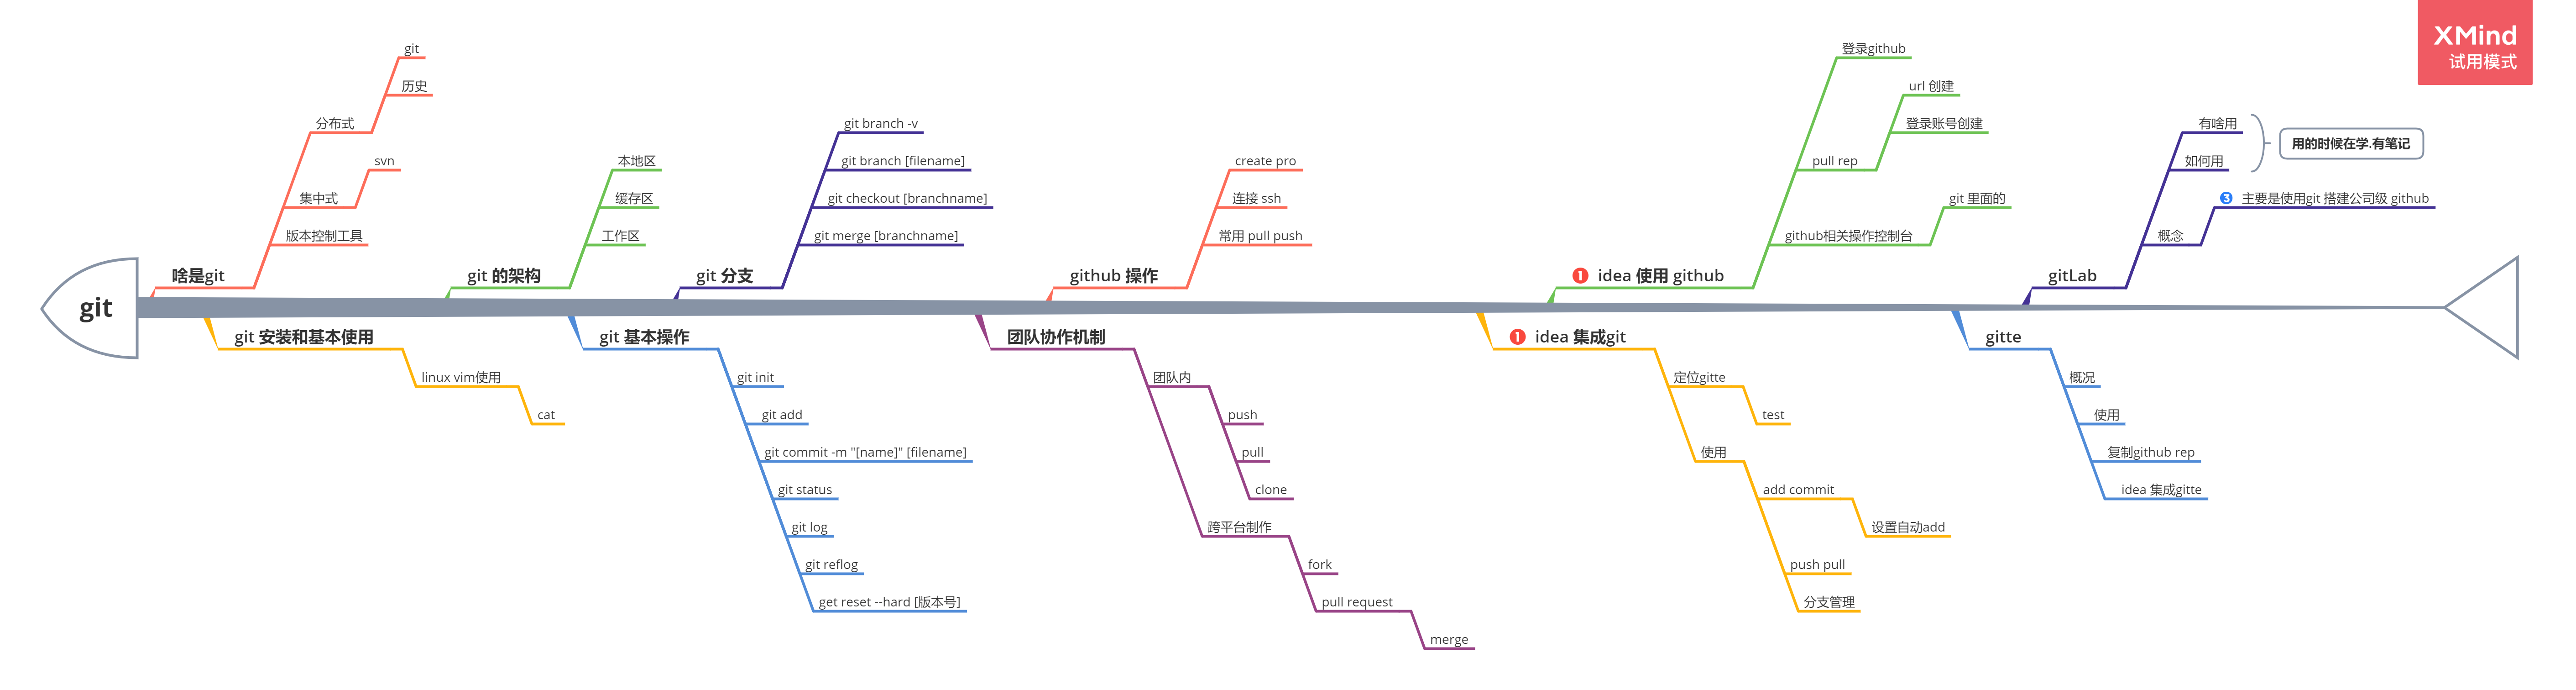 XMind
试用模式
git
啥是git
分布式
git
历史
集中式
svn
版本控制工具
git 安装和基本使用
linux vim使用
cat
git 的架构
本地区
缓存区
工作区
git 基本操作
git init
git add
git commit -m "[name]" [filename]
git status
git log
git reflog
get reset --hard [版本号]
git 分支
git branch -v
git branch [filename]
git checkout [branchname]
git merge [branchname]
团队协作机制
团队内
push
pull
clone
跨平台制作
fork
pull request
merge
github 操作
create pro
连接 ssh
常用 pull push
1 idea 集成git
定位gitte
test
使用
add commit
设置自动add
push pull
分支管理
1 idea 使用 github
登录github
pull rep
url 创建
登录账号创建
github相关操作控制台
git 里面的
gitte
概况
使用
复制github rep
idea 集成gitte
gitLab
有啥用
如何用
用的时候在学.有笔记
概念
3 主要是使用git 搭建公司级 github